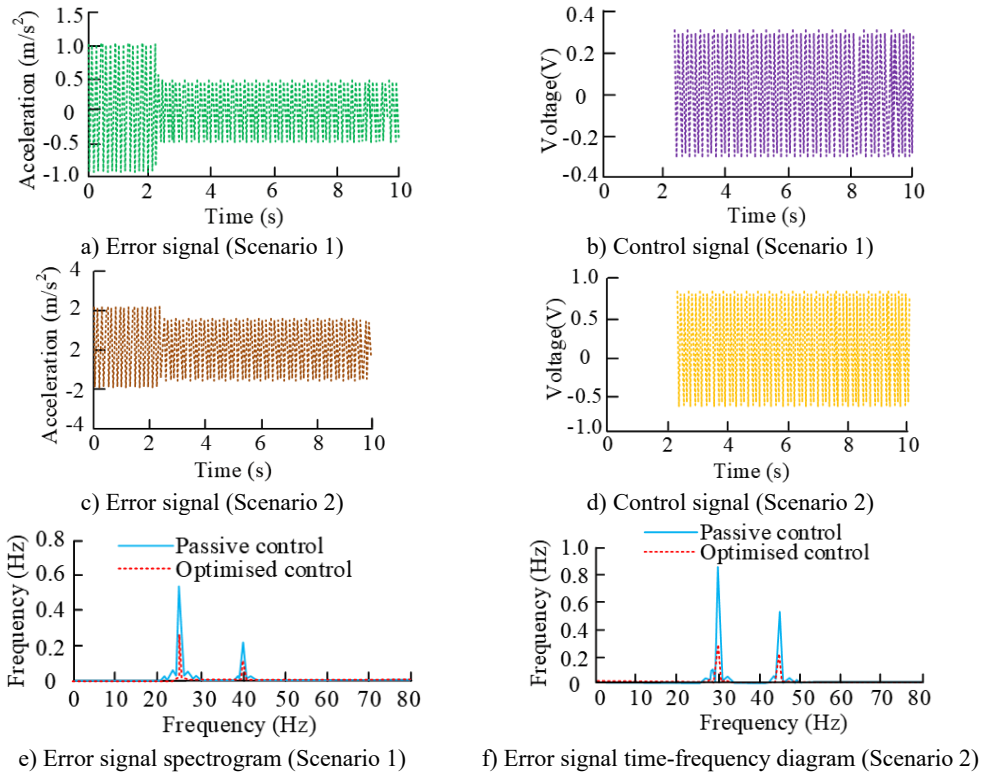 Acceleration (m/s²)
1.5
1.0
0.5
0
-0.5
-1.0
0 2 4 6 8 10
Time (s)
a) Error signal (Scenario 1)
Voltage(V)
0.4
0.2
0
-0.2
-0.4
0 2 4 6 8 10
Time (s)
b) Control signal (Scenario 1)
Acceleration (m/s²)
4
2
2
-2
-4
0 2 4 6 8 10
Time (s)
c) Error signal (Scenario 2)
Voltage(V)
1.0
0.5
0
-0.5
-1.0
0 2 4 6 8 10
Time (s)
d) Control signal (Scenario 2)
Frequency (Hz)
0.8
0.6
0.4
0.2
0
Passive control
Optimised control
0 10 20 30 40 50 60 70 80
Frequency (Hz)
e) Error signal spectrogram (Scenario 1)
Frequency (Hz)
1.0
0.8
0.6
0.4
0.2
0
Passive control
Optimised control
0 10 20 30 40 50 60 70 80
Frequency (Hz)
f) Error signal time-frequency diagram (Scenario 2)